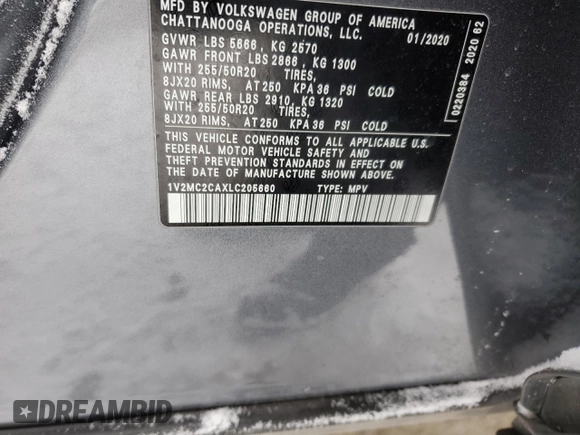 MFD BY VOLKSWAGEN GROUP OF AMERICA
CHATTANOOGA OPERATIONS, LLC. 01/2020
GVWR LBS 5666 , KG 2570
GAWR FRONT LBS 2866 , KG 1300
WITH 255/50R20 TIRES,
8JX20 RIMS, AT 250 KPA 36 PSI COLD
GAWR REAR LBS 2910, KG 1320
WITH 255/50R20 TIRES,
8JX20 RIMS, AT 250 KPA 36 PSI COLD
THIS VEHICLE CONFORMS TO ALL APPLICABLE U.S.
FEDERAL MOTOR VEHICLE SAFETY AND
THEFT PREVENTION STANDARDS IN EFFECT ON
THE DATE OF MANUFACTURE SHOWN ABOVE.
1V2MC2CAXLC205660 TYPE: MPV
0220384 2020 62
DREAMBID